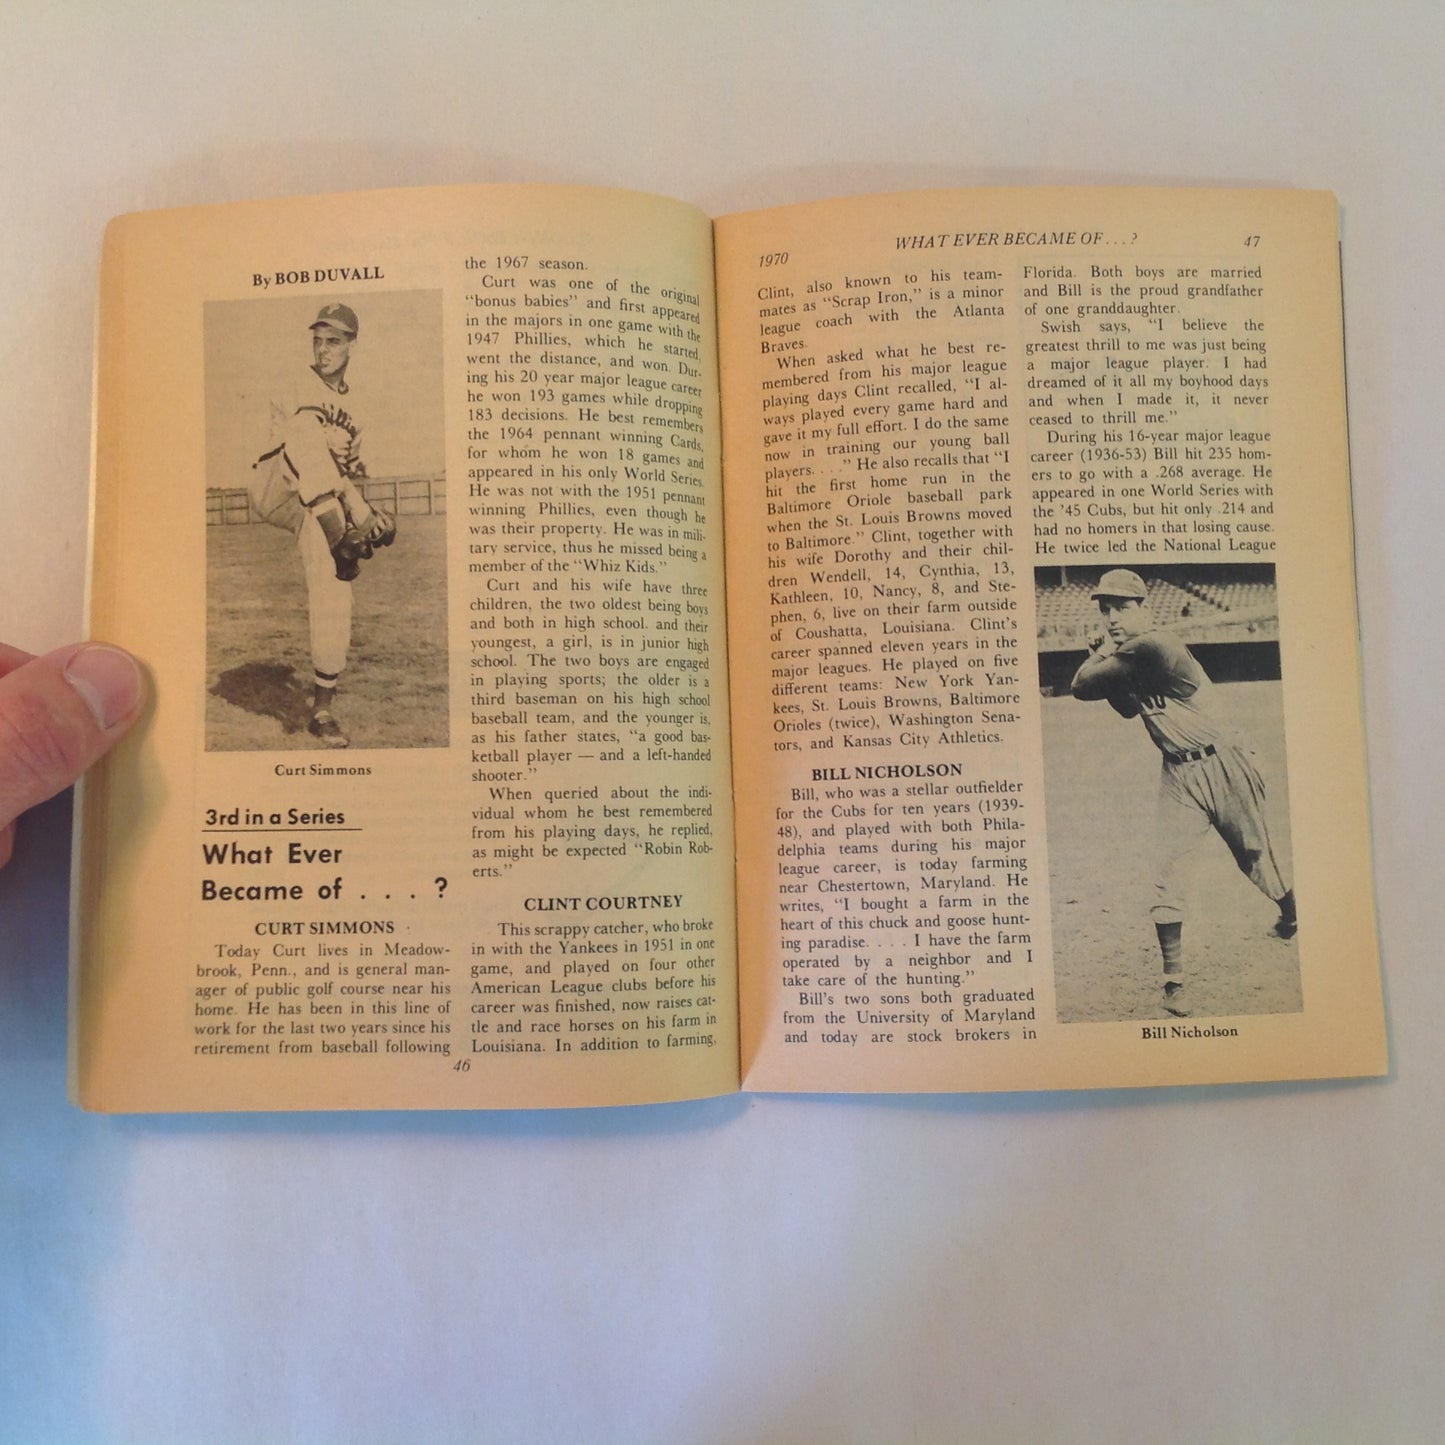 By BOB DUVALL
Phillies
Curt Simmons
3rd in a Series
What Ever
Became of . . . ?
CURT SIMMONS
Today Curt lives in Meadow-
brook, Penn., and is general man-
ager of public golf course near his
home. He has been in this line of
work for the last two years since his
retirement from baseball following
the 1967 season.
Curt was one of the original
"bonus babies" and first appeared
in the majors in one game with the
1947 Phillies, which he started,
went the distance, and won. Dur-
ing his 20 year major league career
he won 193 games while dropping
183 decisions. He best remembers
the 1964 pennant winning Cards,
for whom he won 18 games and
appeared in his only World Series.
He was not with the 1951 pennant
winning Phillies, even though he
was their property. He was in mili-
tary service, thus he missed being a
member of the "Whiz Kids."
Curt and his wife have three
children, the two oldest being boys
and both in high school. and their
youngest, a girl, is in junior high
school. The two boys are engaged
in playing sports; the older is a
third baseman on his high school
baseball team, and the younger is,
as his father states, "a good bas-
ketball player — and a left-handed
shooter."
When queried about the indi-
vidual whom he best remembered
from his playing days, he replied,
as might be expected "Robin Rob-
erts."
CLINT COURTNEY
This scrappy catcher, who broke
in with the Yankees in 1951 in one
game, and played on four other
American League clubs before his
career was finished, now raises cat-
tle and race horses on his farm in
Louisiana. In addition to farming,
46
1970
WHAT EVER BECAME OF . . . ?
47
Clint, also known to his team-
mates as "Scrap Iron," is a minor
league coach with the Atlanta
Braves.
When asked what he best re-
membered from his major league
playing days Clint recalled, "I al-
ways played every game hard and
gave it my full effort. I do the same
now in training our young ball
players. . . ." He also recalls that "I
hit the first home run in the
Baltimore Oriole baseball park
when the St. Louis Browns moved
to Baltimore." Clint, together with
his wife Dorothy and their chil-
dren Wendell, 14, Cynthia, 13,
Kathleen, 10, Nancy, 8, and Ste-
phen, 6, live on their farm outside
of Coushatta, Louisiana. Clint's
career spanned eleven years in the
major leagues. He played on five
different teams: New York Yan-
kees, St. Louis Browns, Baltimore
Orioles (twice), Washington Sena-
tors, and Kansas City Athletics.
BILL NICHOLSON
Bill, who was a stellar outfielder
for the Cubs for ten years (1939-
48), and played with both Phila-
delphia teams during his major
league career, is today farming
near Chestertown, Maryland. He
writes, "I bought a farm in the
heart of this chuck and goose hunt-
ing paradise. . . . I have the farm
operated by a neighbor and I
take care of the hunting."
Bill's two sons both graduated
from the University of Maryland
and today are stock brokers in
Florida. Both boys are married
and Bill is the proud grandfather
of one granddaughter.
Swish says, "I believe the
greatest thrill to me was just being
a major league player. I had
dreamed of it all my boyhood days
and when I made it, it never
ceased to thrill me."
During his 16-year major league
career (1936-53) Bill hit 235 hom-
ers to go with a .268 average. He
appeared in one World Series with
the '45 Cubs, but hit only .214 and
had no homers in that losing cause.
He twice led the National League
Bill Nicholson